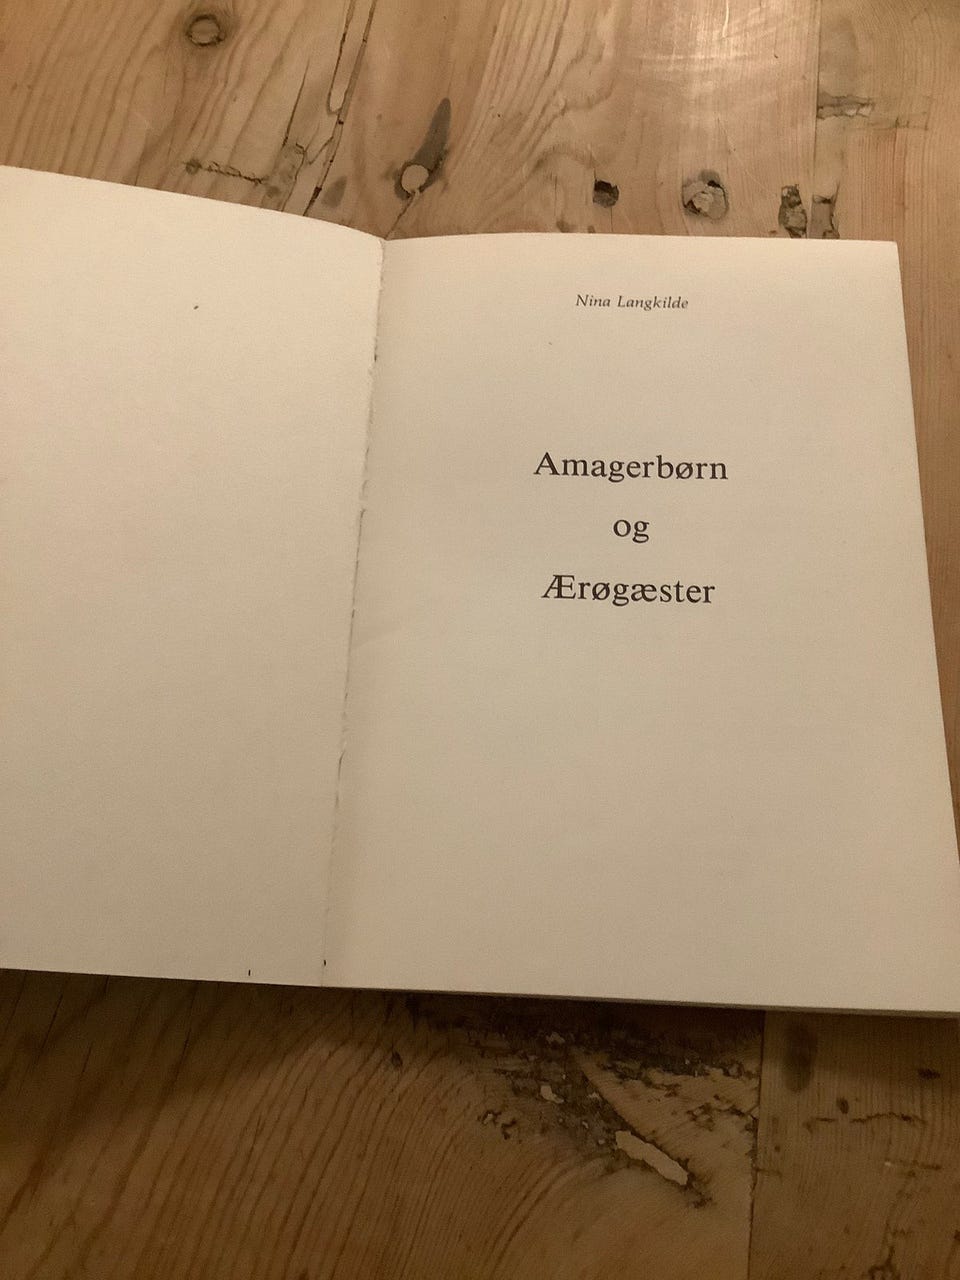 Nina Langkilde
Amagerbørn
og
Ærøgæster